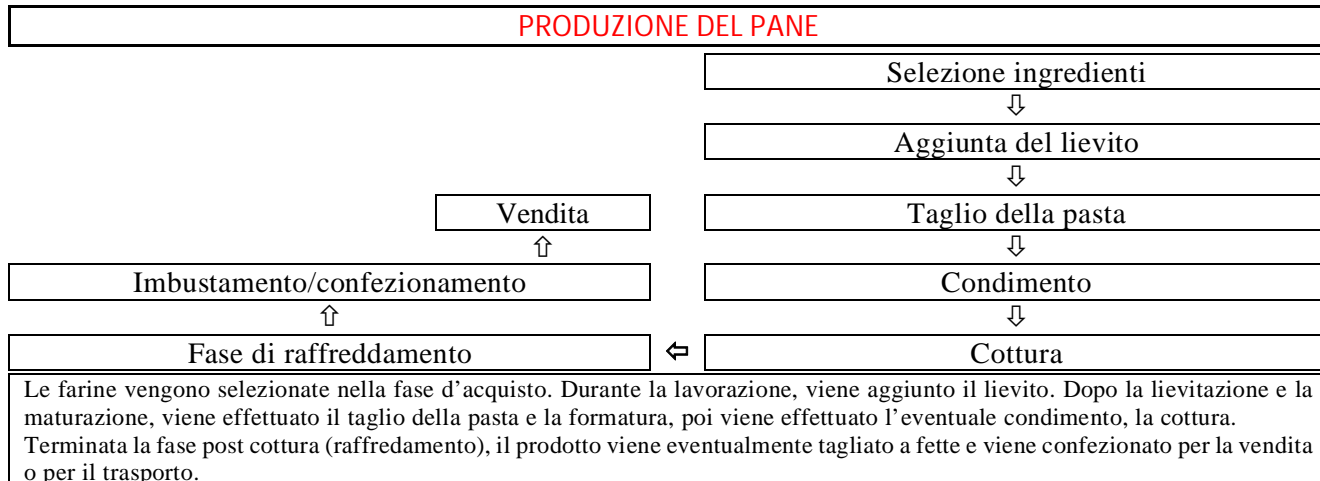 PRODUZIONE DEL PANE
Selezione ingredienti
⇩
Aggiunta del lievito
⇩
Vendita Taglio della pasta
⇧ ⇩
Imbustamento/confezionamento Condimento
⇧ ⇩
Fase di raffreddamento ⇦ Cottura
Le farine vengono selezionate nella fase d’acquisto. Durante la lavorazione, viene aggiunto il lievito. Dopo la lievitazione e la
maturazione, viene effettuato il taglio della pasta e la formatura, poi viene effettuato l’eventuale condimento, la cottura.
Terminata la fase post cottura (raffredamento), il prodotto viene eventualmente tagliato a fette e viene confezionato per la vendita
o per il trasporto.